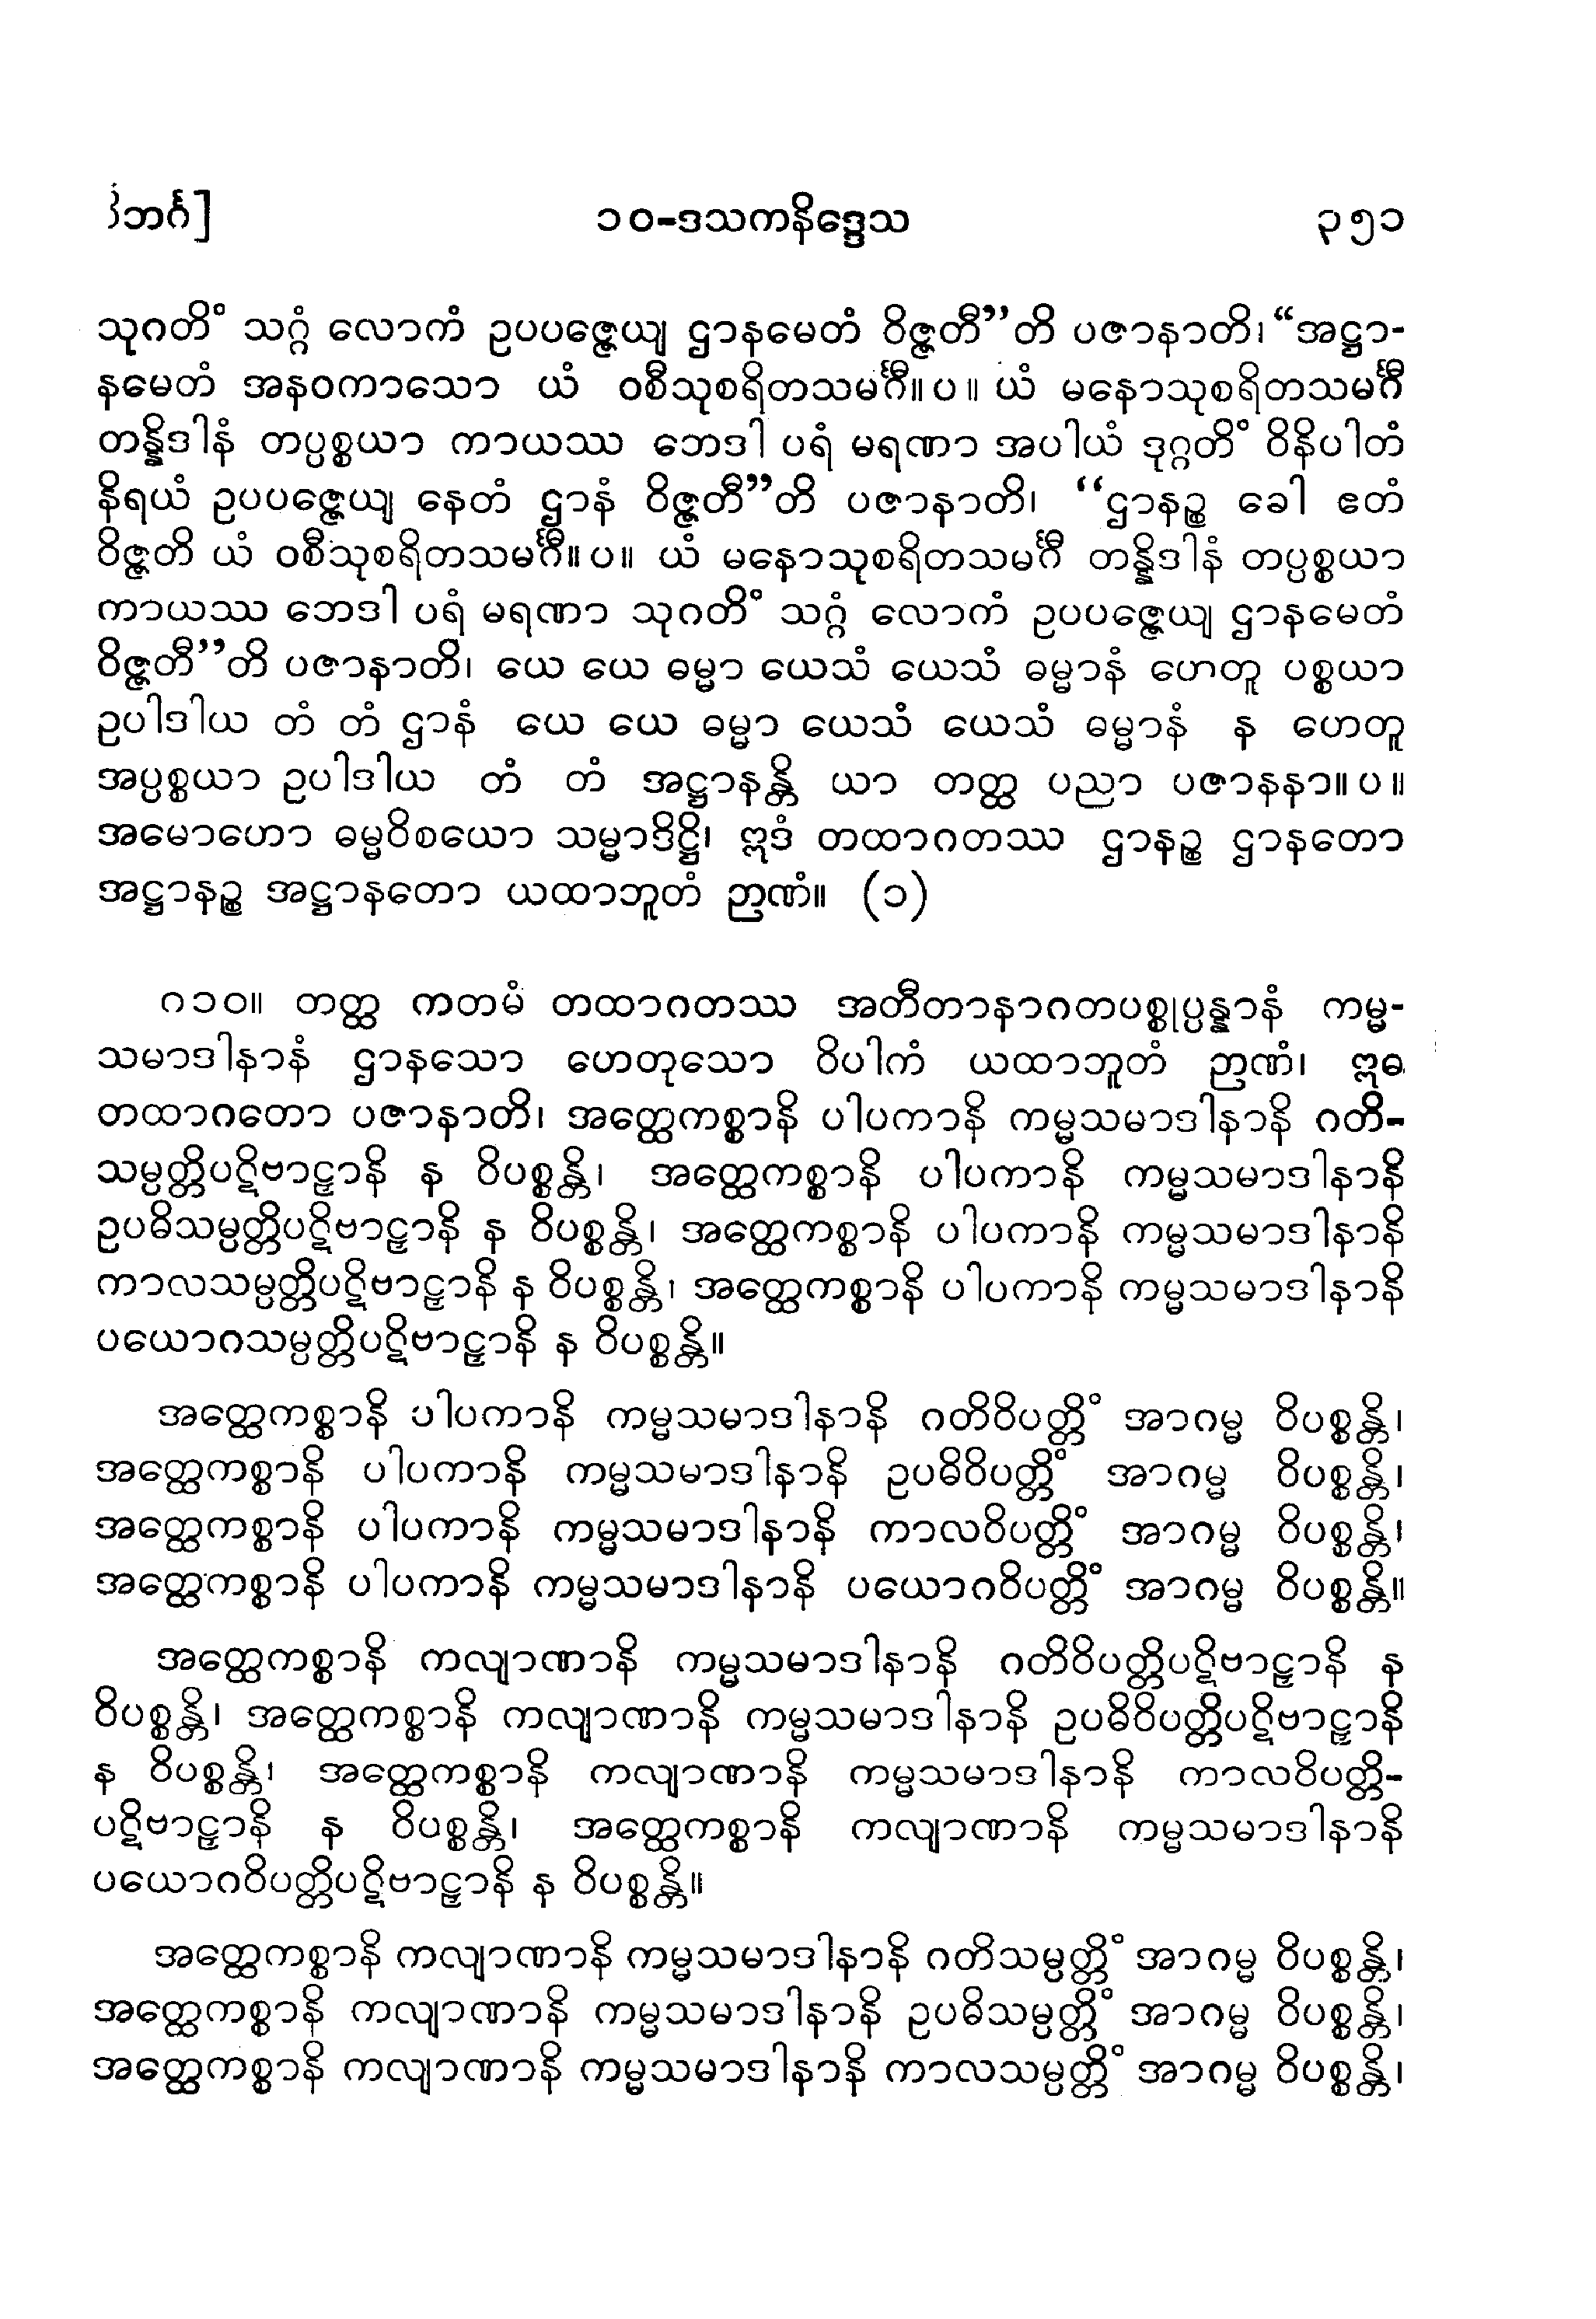 ဝိဘင်္ဂ] ၁၀-ဒသကနိဒ္ဒေသ ၃၅၁
သုဂတိံ သဂ္ဂံ လောကံ ဥပပဇ္ဇေယျ ဌာနမေတံ ဝိဇ္ဇတီ”တိ ပဇာနာတိ၊ “အဋ္ဌာ-
နမေတံ အနဝကာသော ယံ ဝစီသုစရိတသမင်္ဂီ။ ပ ။ ယံ မနောသုစရိတသမင်္ဂီ
တန္နိဒါနံ တပ္ပစ္စယာ ကာယဿ ဘေဒါ ပရံ မရဏာ အပါယံ ဒုဂ္ဂတိံ ဝိနိပါတံ
နိရယံ ဥပပဇ္ဇေယျ နေတံ ဌာနံ ဝိဇ္ဇတီ”တိ ပဇာနာတိ၊ “ဌာနဉ္စ ခေါ ဧတံ
ဝိဇ္ဇတိ ယံ ဝစီသုစရိတသမင်္ဂီ။ ပ ။ ယံ မနောသုစရိတသမင်္ဂီ တန္နိဒါနံ တပ္ပစ္စယာ
ကာယဿ ဘေဒါ ပရံ မရဏာ သုဂတိံ သဂ္ဂံ လောကံ ဥပပဇ္ဇေယျ ဌာနမေတံ
ဝိဇ္ဇတီ”တိ ပဇာနာတိ၊ ယေ ယေ ဓမ္မာ ယေသံ ယေသံ ဓမ္မာနံ ဟေတူ ပစ္စယာ
ဥပါဒါယ တံ တံ ဌာနံ ယေ ယေ ဓမ္မာ ယေသံ ယေသံ ဓမ္မာနံ န ဟေတူ
အပ္ပစ္စယာ ဥပါဒါယ တံ တံ အဋ္ဌာနန္တိ ယာ တတ္ထ ပညာ ပဇာနနာ။ ပ ။
အမောဟော ဓမ္မဝိစယော သမ္မာဒိဋ္ဌိ၊ ဣဒံ တထာဂတဿ ဌာနဉ္စ ဌာနတော
အဋ္ဌာနဉ္စ အဋ္ဌာနတော ယထာဘူတံ ဉာဏံ။ (၁)
၈၁၀။ တတ္ထ ကတမံ တထာဂတဿ အတီတာနာဂတပစ္စုပ္ပန္နာနံ ကမ္မ-
သမာဒါနာနံ ဌာနသော ဟေတုသော ဝိပါကံ ယထာဘူတံ ဉာဏံ၊ ဣဓ
တထာဂတော ပဇာနာတိ၊ အတ္ထေကစ္စာနိ ပါပကာနိ ကမ္မသမာဒါနာနိ ဂတိ-
သမ္ပတ္တိပဋိဗာဠှာနိ န ဝိပစ္စန္တိ၊ အတ္ထေကစ္စာနိ ပါပကာနိ ကမ္မသမာဒါနာနိ
ဥပဓိသမ္ပတ္တိပဋိဗာဠှာနိ န ဝိပစ္စန္တိ၊ အတ္ထေကစ္စာနိ ပါပကာနိ ကမ္မသမာဒါနာနိ
ကာလသမ္ပတ္တိပဋိဗာဠှာနိ န ဝိပစ္စန္တိ၊ အတ္ထေကစ္စာနိ ပါပကာနိ ကမ္မသမာဒါနာနိ
ပယောဂသမ္ပတ္တိပဋိဗာဠှာနိ န ဝိပစ္စန္တိ။
အတ္ထေကစ္စာနိ ပါပကာနိ ကမ္မသမာဒါနာနိ ဂတိဝိပတ္တိံ အာဂမ္မ ဝိပစ္စန္တိ၊
အတ္ထေကစ္စာနိ ပါပကာနိ ကမ္မသမာဒါနာနိ ဥပဓိဝိပတ္တိံ အာဂမ္မ ဝိပစ္စန္တိ၊
အတ္ထေကစ္စာနိ ပါပကာနိ ကမ္မသမာဒါနာနိ ကာလဝိပတ္တိံ အာဂမ္မ ဝိပစ္စန္တိ၊
အတ္ထေကစ္စာနိ ပါပကာနိ ကမ္မသမာဒါနာနိ ပယောဂဝိပတ္တိံ အာဂမ္မ ဝိပစ္စန္တိ။
အတ္ထေကစ္စာနိ ကလျာဏာနိ ကမ္မသမာဒါနာနိ ဂတိဝိပတ္တိပဋိဗာဠှာနိ န
ဝိပစ္စန္တိ၊ အတ္ထေကစ္စာနိ ကလျာဏာနိ ကမ္မသမာဒါနာနိ ဥပဓိဝိပတ္တိပဋိဗာဠှာနိ
န ဝိပစ္စန္တိ၊ အတ္ထေကစ္စာနိ ကလျာဏာနိ ကမ္မသမာဒါနာနိ ကာလဝိပတ္တိ-
ပဋိဗာဠှာနိ န ဝိပစ္စန္တိ၊ အတ္ထေကစ္စာနိ ကလျာဏာနိ ကမ္မသမာဒါနာနိ
ပယောဂဝိပတ္တိပဋိဗာဠှာနိ န ဝိပစ္စန္တိ။
အတ္ထေကစ္စာနိ ကလျာဏာနိ ကမ္မသမာဒါနာနိ ဂတိသမ္ပတ္တိံ အာဂမ္မ ဝိပစ္စန္တိ၊
အတ္ထေကစ္စာနိ ကလျာဏာနိ ကမ္မသမာဒါနာနိ ဥပဓိသမ္ပတ္တိံ အာဂမ္မ ဝိပစ္စန္တိ၊
အတ္ထေကစ္စာနိ ကလျာဏာနိ ကမ္မသမာဒါနာနိ ကာလသမ္ပတ္တိံ အာဂမ္မ ဝိပစ္စန္တိ၊